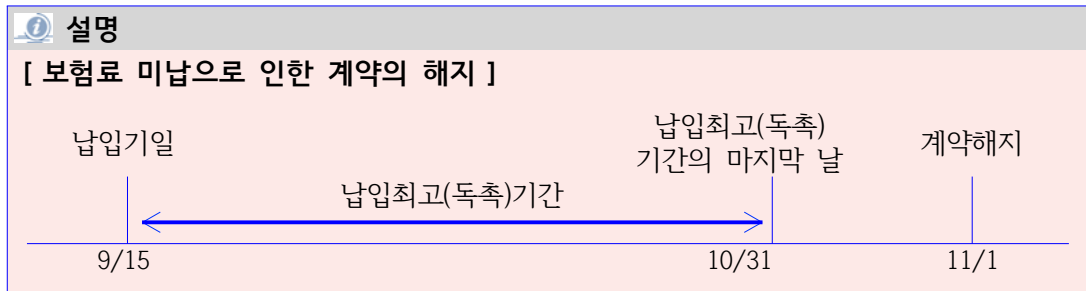 설명
[ 보험료 미납으로 인한 계약의 해지 ]
납입기일
납입최고(독촉)
기간의 마지막 날
계약해지
납입최고(독촉)기간
9/15
10/31
11/1